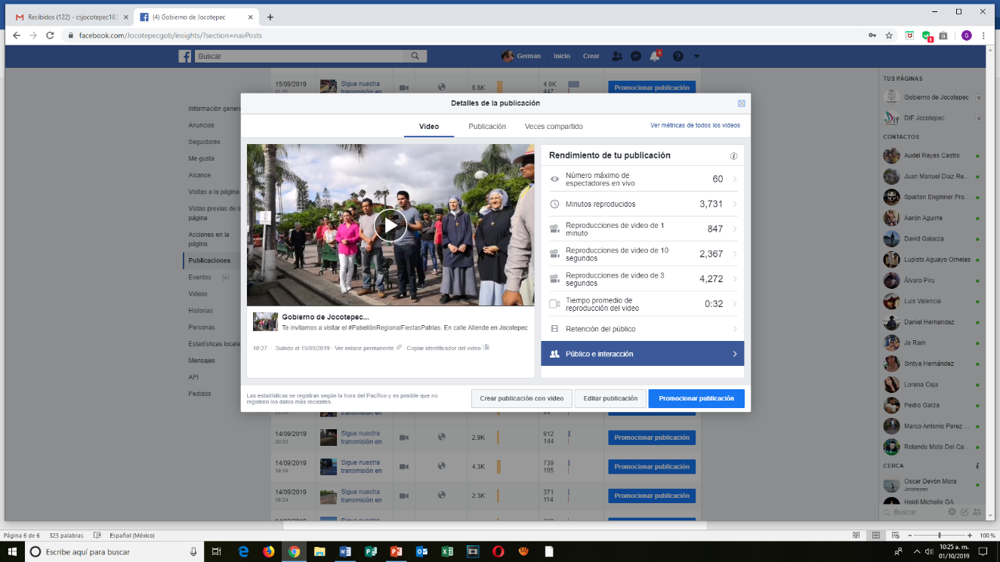 Recibidos (122) - csjocotepec182
(4) Gobierno de Jocotepec
facebook.com/Jocotepecgob/insights/?section=navPosts
1
G
Buscar
German
Inicio
Crear
4
Información genera
Anuncios
Seguidores
Me gusta
Alcance
Visitas a la página
Vistas previas de la
página
Acciones en la
página
Publicaciones
Eventos
Videos
Historias
Personas
Estadísticas locale
Mensajes
API
Pedidos
15/09/2019
Sigue nuestra
transmisión en
6.8K
4.9K
447
Promocionar publicación
Detalles de la publicación
Video
Publicación
Veces compartido
Ver métricas de todos los videos
Gobierno de Jocotepec...
Te invitamos a visitar el #PabellónRegionalFiestasPatrias. En calle Allende en Jocotepec
10:27 · Subido el 15/09/2019 · Ver enlace permanente · Copiar identificador del video
Rendimiento de tu publicación
Número máximo de
espectadores en vivo
60
Minutos reproducidos
3,731
Reproducciones de video de 1
minuto
847
Reproducciones de video de 10
segundos
2,367
Reproducciones de video de 3
segundos
4,272
Tiempo promedio de
reproducción del video
0:32
Retención del público
Público e interacción
Las estadísticas se registran según la hora del Pacífico y es posible que no
registren los datos más recientes.
Crear publicación con video
Editar publicación
Promocionar publicación
transmisión en
14/09/2019
20:33
Sigue nuestra
transmisión en
2.9K
912
144
Promocionar publicación
14/09/2019
19:59
Sigue nuestra
transmisión en
4.3K
739
195
Promocionar publicación
14/09/2019
19:24
Sigue nuestra
transmisión en
2.3K
371
114
Promocionar publicación
TUS PÁGINAS
Gobierno de Jocotepec
DIF Jocotepec
CONTACTOS
Audel Reyes Castro
Juan Manuel Diaz Re...
Spartan Enginner Pro...
Aarón Aguirre
David Galarza
Lupisto Aguayo Ornelas
Álvaro Piru
Luis Valencia
Daniel Hernandez
Ja Ram
Sintya Hernández
Lorena Ceja
Pedro Garza
Marco Antonio Perez ...
Rolando Mota Del Ca...
CERCA
Oscar Devón Mora
Jocotepec
Heidi Michelle GA
Buscar
Página 6 de 6
323 palabras
Español (México)
100 %
Escribe aquí para buscar
10:25 a. m.
01/10/2019